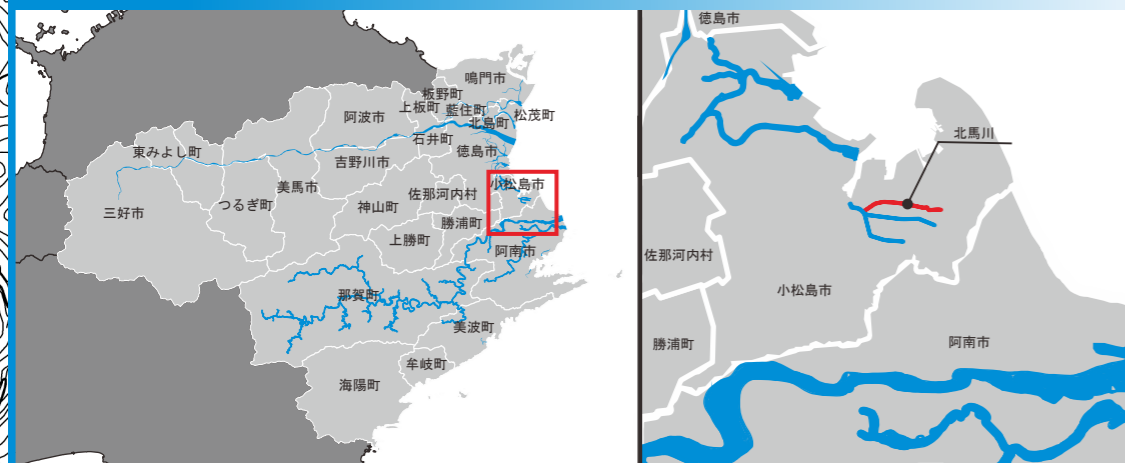 鳴門市
板野町
上板町
藍住町
松茂町
北島町
阿波市
石井町
徳島市
東みよし町
吉野川市
美馬市
佐那河内村
小松島市
つるぎ町
神山町
勝浦町
三好市
上勝町
阿南市
那賀町
美波町
牟岐町
海陽町
徳島市
北馬川
佐那河内村
小松島市
勝浦町
阿南市